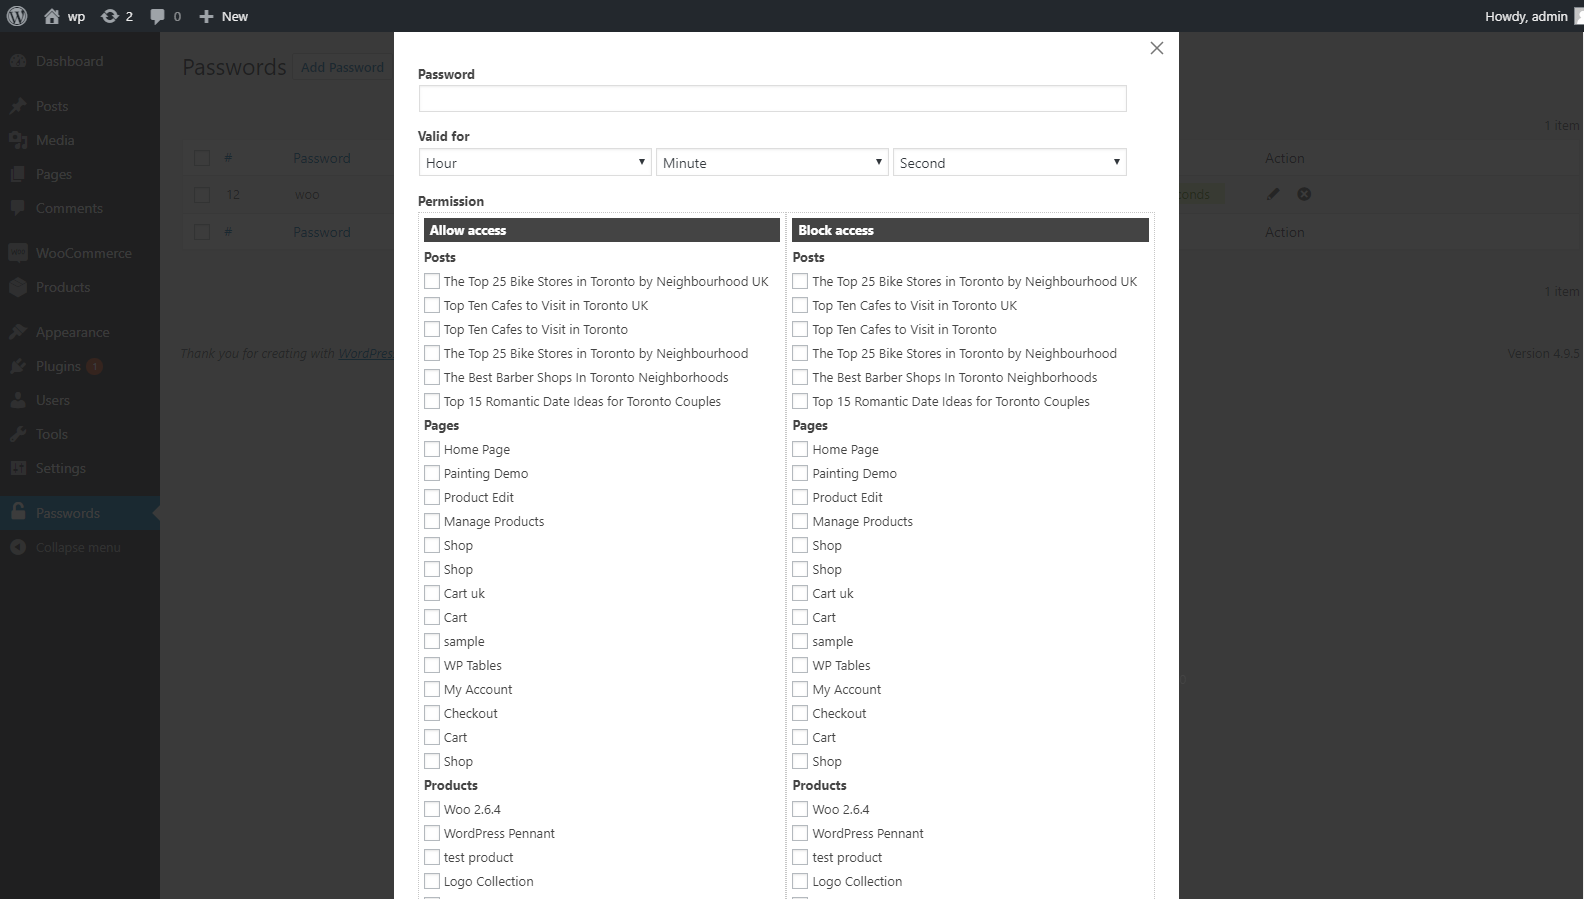 wp 2 0 New Howdy, admin
Dashboard
Posts
Media
Pages
Comments
WooCommerce
Products
Appearance
Plugins 1
Users
Tools
Settings
Passwords
Collapse menu
Passwords Add Password
1 item
# Password Action
12 woo
# Password Action
1 item
Thank you for creating with WordPres
Version 4.9.5
Password
Valid for
Hour Minute Second
Permission
Allow access
Posts
The Top 25 Bike Stores in Toronto by Neighbourhood UK
Top Ten Cafes to Visit in Toronto UK
Top Ten Cafes to Visit in Toronto
The Top 25 Bike Stores in Toronto by Neighbourhood
The Best Barber Shops In Toronto Neighborhoods
Top 15 Romantic Date Ideas for Toronto Couples
Pages
Home Page
Painting Demo
Product Edit
Manage Products
Shop
Shop
Cart uk
Cart
sample
WP Tables
My Account
Checkout
Cart
Shop
Products
Woo 2.6.4
WordPress Pennant
test product
Logo Collection
Block access
Posts
The Top 25 Bike Stores in Toronto by Neighbourhood UK
Top Ten Cafes to Visit in Toronto UK
Top Ten Cafes to Visit in Toronto
The Top 25 Bike Stores in Toronto by Neighbourhood
The Best Barber Shops In Toronto Neighborhoods
Top 15 Romantic Date Ideas for Toronto Couples
Pages
Home Page
Painting Demo
Product Edit
Manage Products
Shop
Shop
Cart uk
Cart
sample
WP Tables
My Account
Checkout
Cart
Shop
Products
Woo 2.6.4
WordPress Pennant
test product
Logo Collection